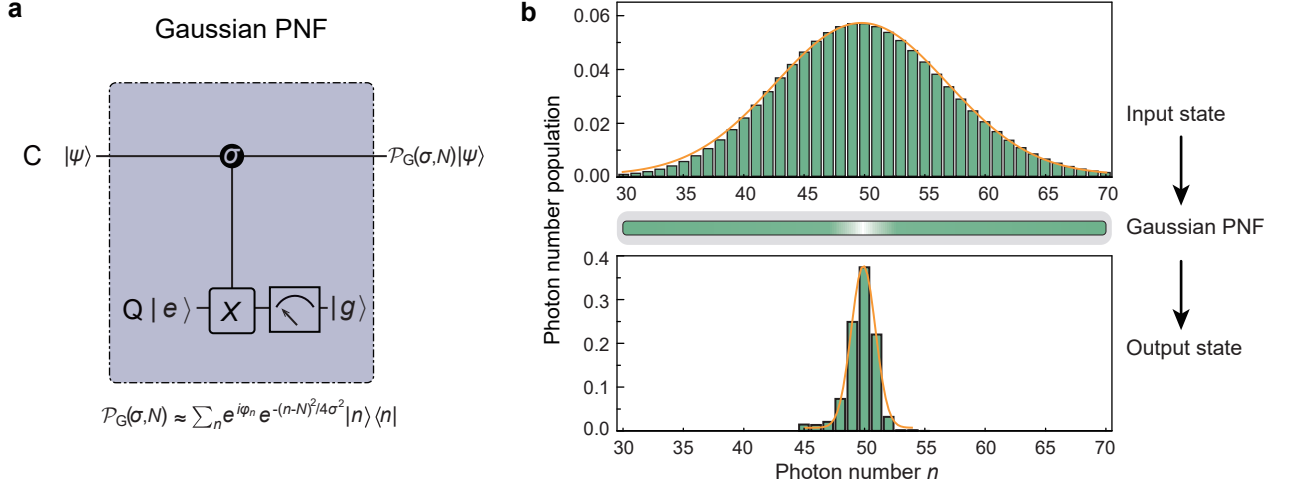 a
Gaussian PNF
C |ψ⟩ σ 𝒫G(σ,N)|ψ⟩
Q |e⟩ X |g⟩
𝒫G(σ,N) ≈ ∑n e^iφn e^-(n-N)²/4σ² |n⟩⟨n|
b
Photon number population
0.06
0.04
0.02
0.00
30 35 40 45 50 55 60 65 70
Input state
Gaussian PNF
Output state
0.4
0.3
0.2
0.1
0.0
30 35 40 45 50 55 60 65 70
Photon number n